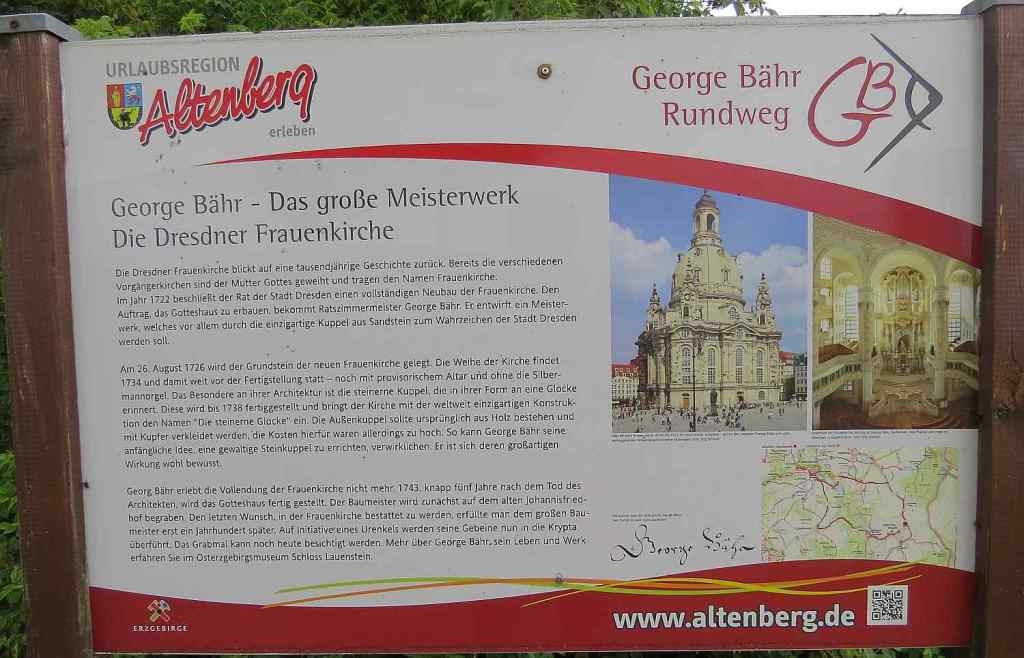 URLAUBSREGION
Altenberg
erleben
George Bähr
Rundweg
GB
George Bähr - Das große Meisterwerk
Die Dresdner Frauenkirche
Die Dresdner Frauenkirche blickt auf eine tausendjährige Geschichte zurück. Bereits die verschiedenen
Vorgängerkirchen sind der Mutter Gottes geweiht und tragen den Namen Frauenkirche.
Im Jahr 1722 beschließt der Rat der Stadt Dresden einen vollständigen Neubau der Frauenkirche. Den
Auftrag, das Gotteshaus zu erbauen, bekommt Ratszimmermeister George Bähr. Er entwirft ein Meister-
werk, welches vor allem durch die einzigartige Kuppel aus Sandstein zum Wahrzeichen der Stadt Dresden
werden soll.
Am 26. August 1726 wird der Grundstein der neuen Frauenkirche gelegt. Die Weihe der Kirche findet
1734 und damit weit vor der Fertigstellung statt – noch mit provisorischem Altar und ohne die Silber-
mannorgel. Das Besondere an ihrer Architektur ist die steinerne Kuppel, die in ihrer Form an eine Glocke
erinnert. Diese wird bis 1738 fertiggestellt und bringt der Kirche mit der weltweit einzigartigen Konstruk-
tion den Namen "Die steinerne Glocke" ein. Die Außenkuppel sollte ursprünglich aus Holz bestehen und
mit Kupfer verkleidet werden, die Kosten hierfür waren allerdings zu hoch. So kann George Bähr seine
anfängliche Idee, eine gewaltige Steinkuppel zu errichten, verwirklichen. Er ist sich deren großartigen
Wirkung wohl bewusst.
Georg Bähr erlebt die Vollendung der Frauenkirche nicht mehr. 1743, knapp fünf Jahre nach dem Tod des
Architekten, wird das Gotteshaus fertig gestellt. Der Baumeister wird zunächst auf dem alten Johannisfried-
hof begraben. Den letzten Wunsch, in der Frauenkirche bestattet zu werden, erfüllte man dem großen Bau-
meister erst ein Jahrhundert später. Auf Initiative eines Urenkels werden seine Gebeine nun in die Krypta
überführt. Das Grabmal kann noch heute besichtigt werden. Mehr über George Bähr, sein Leben und Werk
erfahren Sie im Osterzgebirgsmuseum Schloss Lauenstein.
George Bähr
ERZGEBIRGE
www.altenberg.de